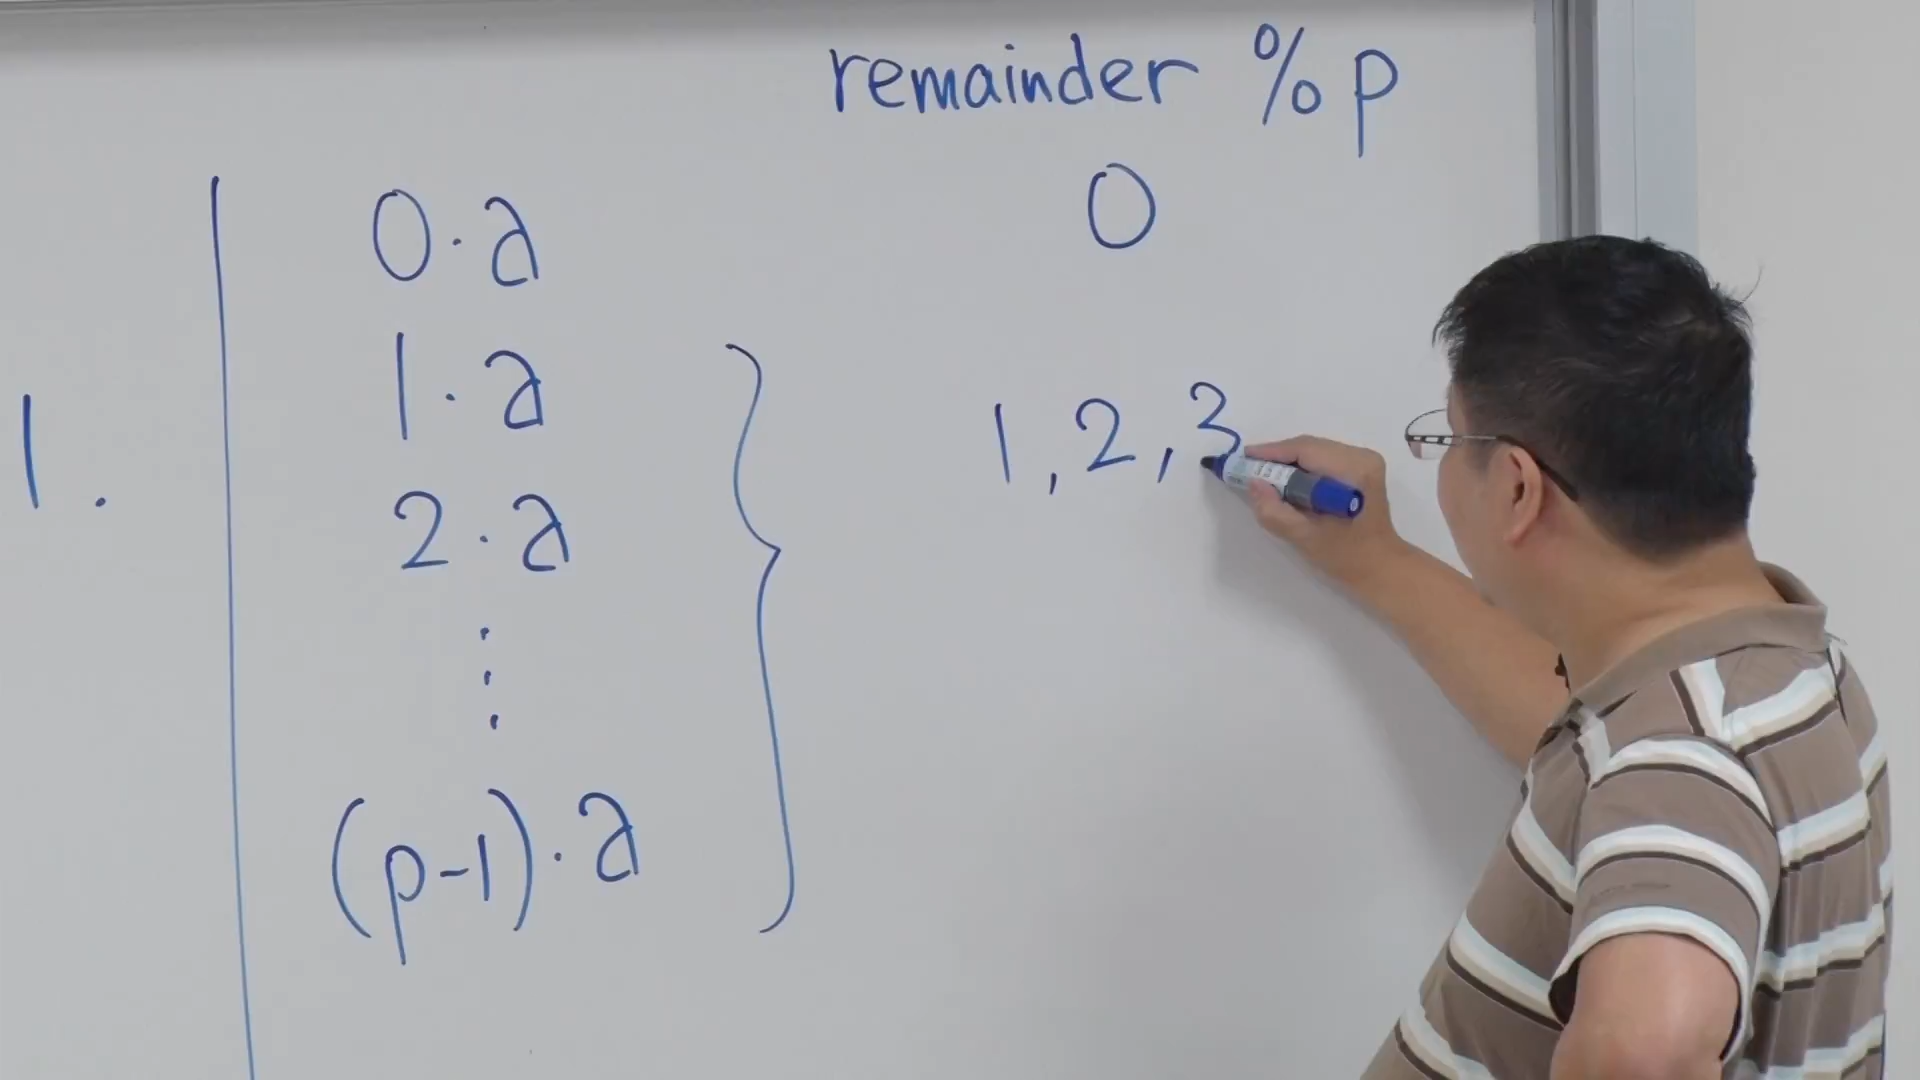 remainder % p
0·a
0
1·a
1, 2, 3
1.
2·a
⋮
(p-1)·a